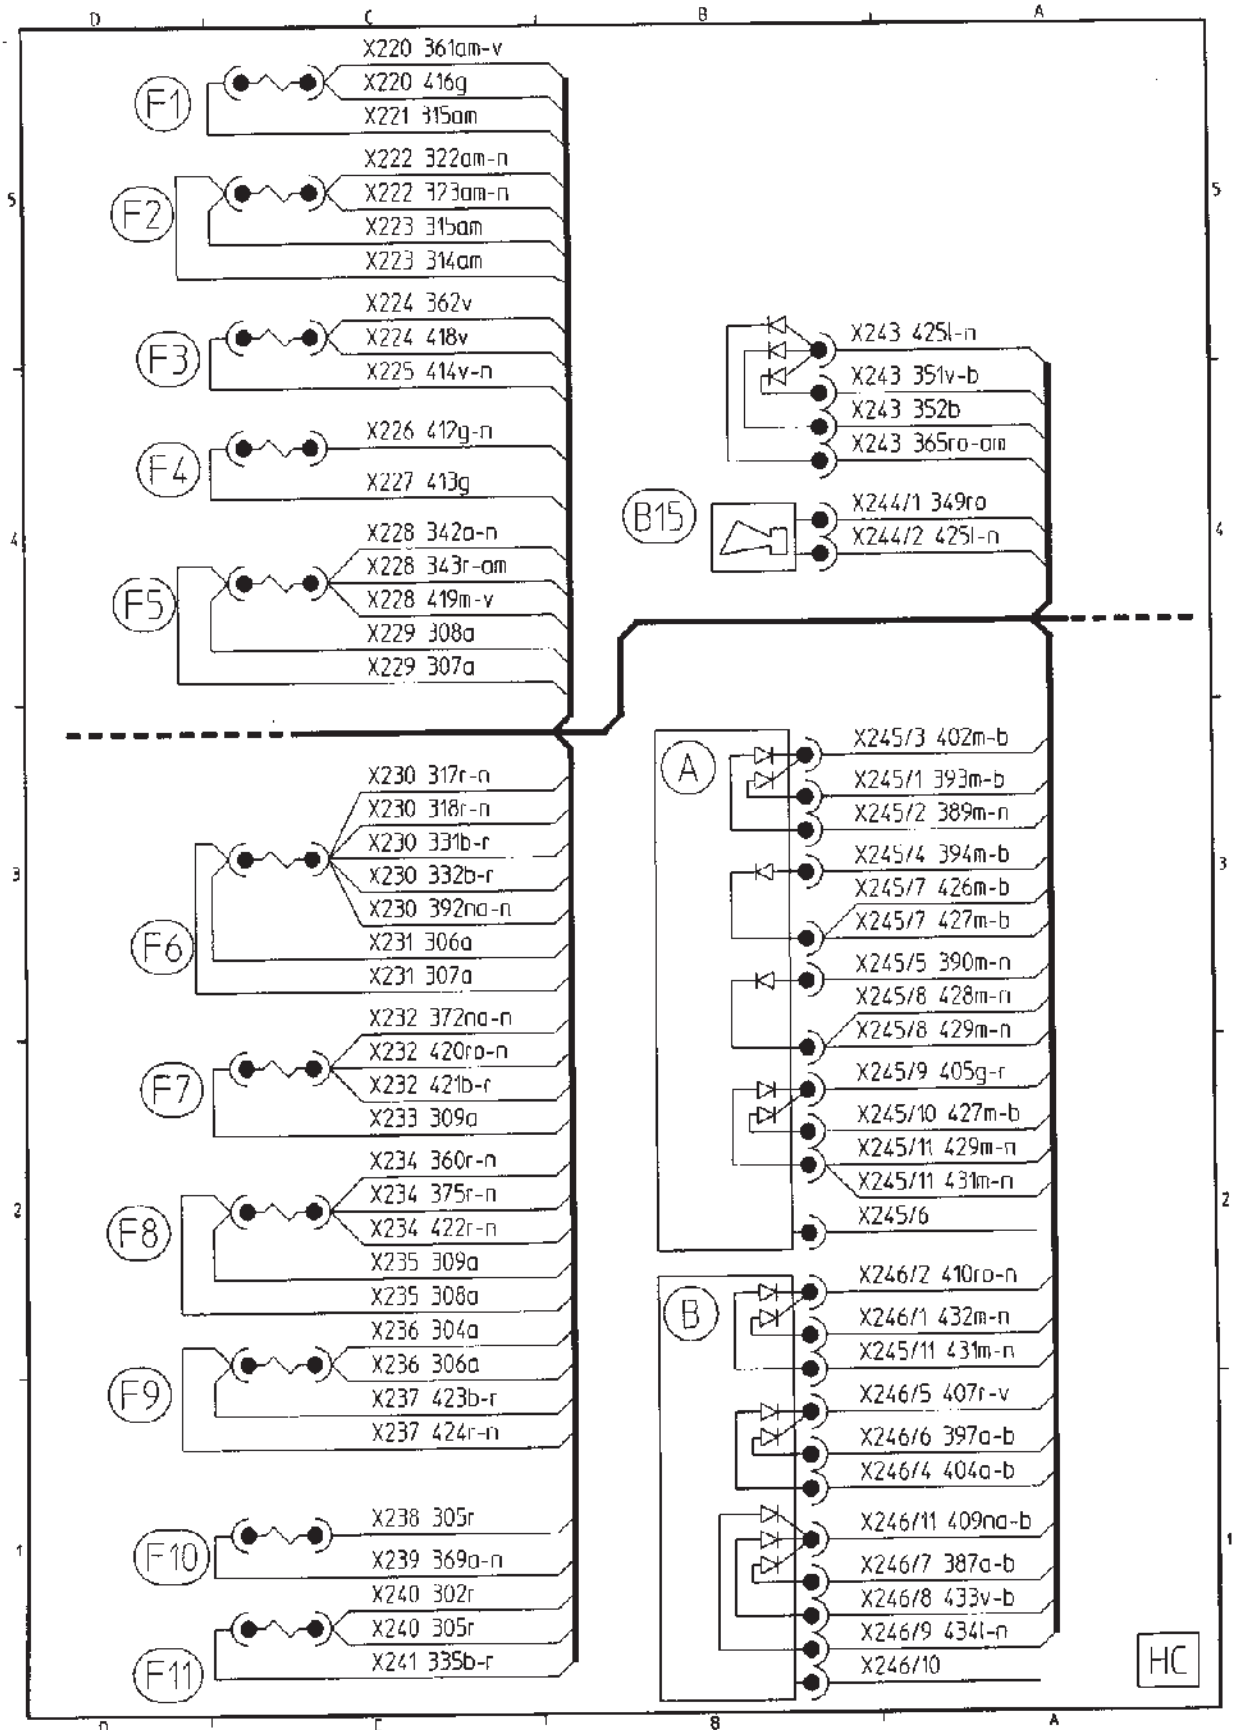 D C B A
X220 361am-v
X220 416g
F1
X221 315am
X222 322am-n
X222 323am-n
F2
X223 315am
X223 314am
X224 362v
X224 418v
F3
X225 414v-n
X226 412g-n
F4
X227 413g
X228 342a-n
X228 343r-am
F5
X228 419m-v
X229 308a
X229 307a
X230 317r-n
X230 318r-n
X230 331b-r
X230 332b-r
X230 392na-n
F6
X231 306a
X231 307a
X232 372na-n
X232 420ro-n
F7
X232 421b-r
X233 309a
X234 360r-n
X234 375r-n
F8
X234 422r-n
X235 309a
X235 308a
X236 304a
X236 306a
F9
X237 423b-r
X237 424r-n
X238 305r
F10
X239 369a-n
X240 302r
X240 305r
F11
X241 335b-r
X243 425l-n
X243 351v-b
X243 352b
X243 365ro-am
B15
X244/1 349ro
X244/2 425l-n
A
X245/3 402m-b
X245/1 393m-b
X245/2 389m-n
X245/4 394m-b
X245/7 426m-b
X245/7 427m-b
X245/5 390m-n
X245/8 428m-n
X245/8 429m-n
X245/9 405g-r
X245/10 427m-b
X245/11 429m-n
X245/11 431m-n
X245/6
B
X246/2 410ro-n
X246/1 432m-n
X245/11 431m-n
X246/5 407r-v
X246/6 397a-b
X246/4 404a-b
X246/11 409na-b
X246/7 387a-b
X246/8 433v-b
X246/9 434l-n
X246/10
HC
5 5
4 4
3 3
2 2
1 1
D C B A